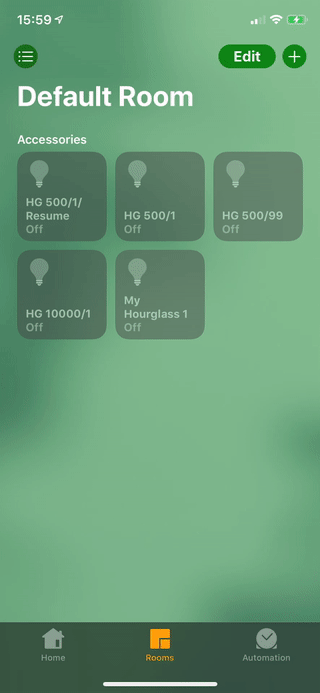 15:59
Edit
Default Room
Accessories
HG 500/1/
Resume
Off
HG 500/1
Off
HG 500/99
Off
HG 10000/1
Off
My
Hourglass 1
Off
Home
Rooms
Automation